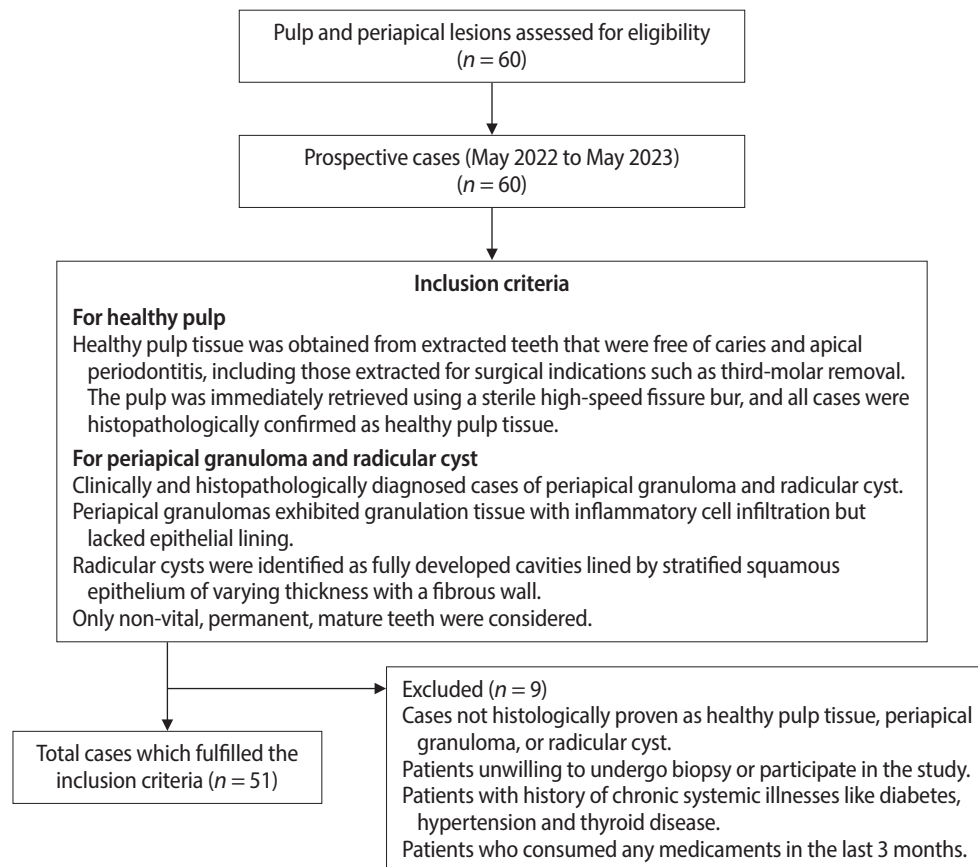 Pulp and periapical lesions assessed for eligibility
(n = 60)
Prospective cases (May 2022 to May 2023)
(n = 60)
Inclusion criteria
For healthy pulp
Healthy pulp tissue was obtained from extracted teeth that were free of caries and apical
periodontitis, including those extracted for surgical indications such as third-molar removal.
The pulp was immediately retrieved using a sterile high-speed fissure bur, and all cases were
histopathologically confirmed as healthy pulp tissue.
For periapical granuloma and radicular cyst
Clinically and histopathologically diagnosed cases of periapical granuloma and radicular cyst.
Periapical granulomas exhibited granulation tissue with inflammatory cell infiltration but
lacked epithelial lining.
Radicular cysts were identified as fully developed cavities lined by stratified squamous
epithelium of varying thickness with a fibrous wall.
Only non-vital, permanent, mature teeth were considered.
Excluded (n = 9)
Cases not histologically proven as healthy pulp tissue, periapical
granuloma, or radicular cyst.
Patients unwilling to undergo biopsy or participate in the study.
Patients with history of chronic systemic illnesses like diabetes,
hypertension and thyroid disease.
Patients who consumed any medicaments in the last 3 months.
Total cases which fulfilled the
inclusion criteria (n = 51)